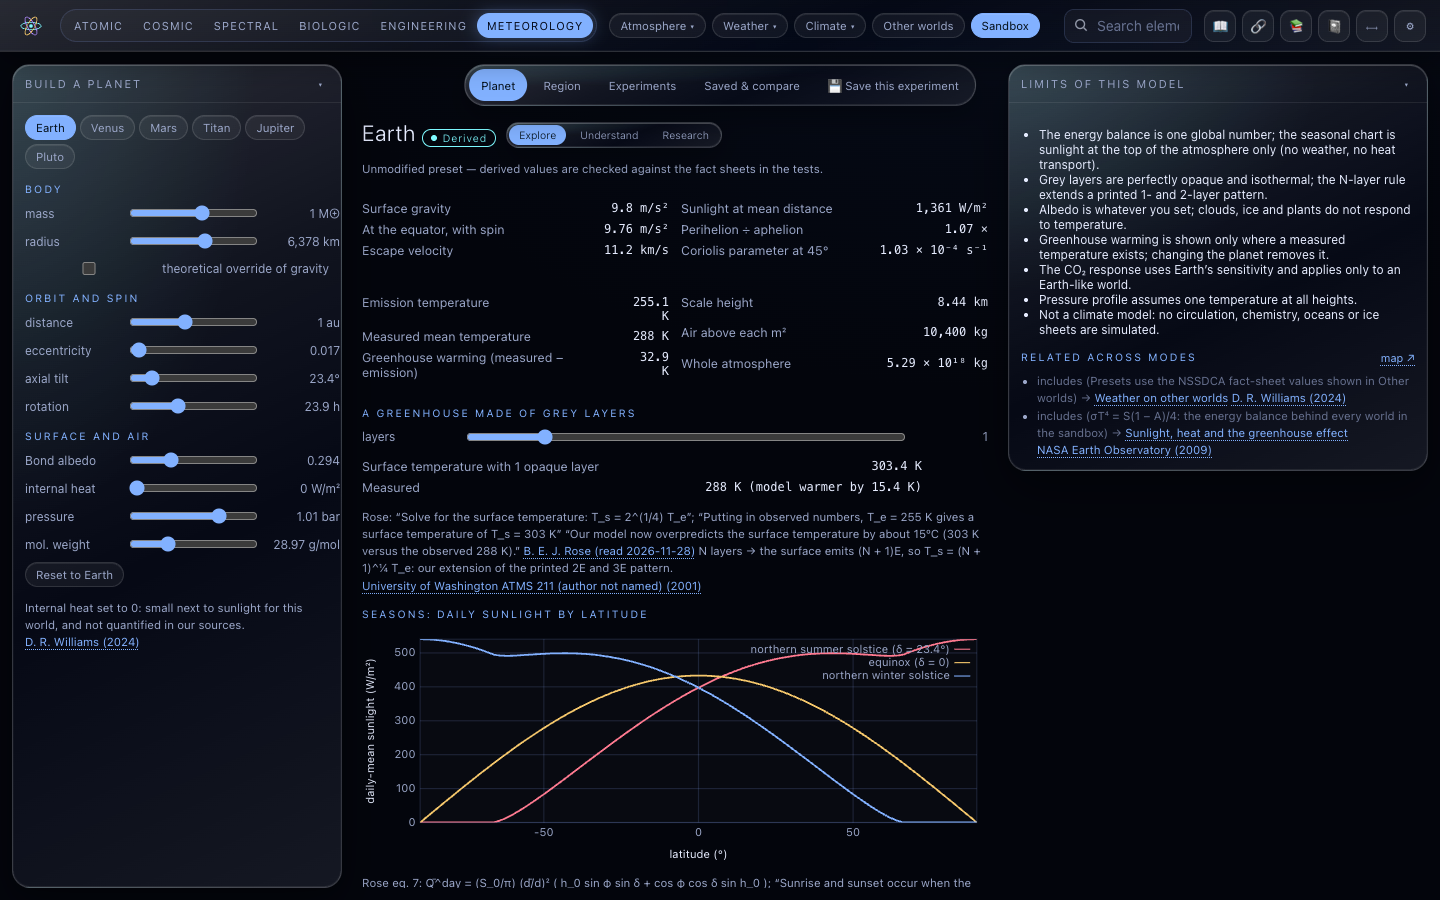 ATOMIC COSMIC SPECTRAL BIOLOGIC ENGINEERING METEOROLOGY Atmosphere ▾ Weather ▾ Climate ▾ Other worlds Sandbox Search eleme
BUILD A PLANET
Earth Venus Mars Titan Jupiter
Pluto
BODY
mass 1 M⊕
radius 6,378 km
theoretical override of gravity
ORBIT AND SPIN
distance 1 au
eccentricity 0.017
axial tilt 23.4°
rotation 23.9 h
SURFACE AND AIR
Bond albedo 0.294
internal heat 0 W/m²
pressure 1.01 bar
mol. weight 28.97 g/mol
Reset to Earth
Internal heat set to 0: small next to sunlight for this
world, and not quantified in our sources.
D. R. Williams (2024)
Planet Region Experiments Saved & compare 💾 Save this experiment
Earth Derived Explore Understand Research
Unmodified preset — derived values are checked against the fact sheets in the tests.
Surface gravity 9.8 m/s² Sunlight at mean distance 1,361 W/m²
At the equator, with spin 9.76 m/s² Perihelion ÷ aphelion 1.07 ×
Escape velocity 11.2 km/s Coriolis parameter at 45° 1.03 × 10⁻⁴ s⁻¹
Emission temperature 255.1 K Scale height 8.44 km
Measured mean temperature 288 K Air above each m² 10,400 kg
Greenhouse warming (measured −
emission) 32.9 K Whole atmosphere 5.29 × 10¹⁸ kg
A GREENHOUSE MADE OF GREY LAYERS
layers 1
Surface temperature with 1 opaque layer 303.4 K
Measured 288 K (model warmer by 15.4 K)
Rose: “Solve for the surface temperature: T_s = 2^(1/4) T_e”; “Putting in observed numbers, T_e = 255 K gives a
surface temperature of T_s = 303 K” “Our model now overpredicts the surface temperature by about 15°C (303 K
versus the observed 288 K).” B. E. J. Rose (read 2026-11-28) N layers → the surface emits (N + 1)E, so T_s = (N +
1)^¼ T_e: our extension of the printed 2E and 3E pattern.
University of Washington ATMS 211 (author not named) (2001)
SEASONS: DAILY SUNLIGHT BY LATITUDE
northern summer solstice (δ = 23.4°)
equinox (δ = 0)
northern winter solstice
daily-mean sunlight (W/m²)
500
400
300
200
100
0
-50 0 50
latitude (°)
Rose eq. 7: Q̄^day = (S_0/π) (d̄/d)² ( h_0 sin φ sin δ + cos φ cos δ sin h_0 ); “Sunrise and sunset occur when the
LIMITS OF THIS MODEL
• The energy balance is one global number; the seasonal chart is
sunlight at the top of the atmosphere only (no weather, no heat
transport).
• Grey layers are perfectly opaque and isothermal; the N-layer rule
extends a printed 1- and 2-layer pattern.
• Albedo is whatever you set; clouds, ice and plants do not respond
to temperature.
• Greenhouse warming is shown only where a measured
temperature exists; changing the planet removes it.
• The CO₂ response uses Earth’s sensitivity and applies only to an
Earth-like world.
• Pressure profile assumes one temperature at all heights.
• Not a climate model: no circulation, chemistry, oceans or ice
sheets are simulated.
RELATED ACROSS MODES map ↗
• includes (Presets use the NSSDCA fact-sheet values shown in Other
worlds) → Weather on other worlds D. R. Williams (2024)
• includes (σT⁴ = S(1 − A)/4: the energy balance behind every world in
the sandbox) → Sunlight, heat and the greenhouse effect
NASA Earth Observatory (2009)